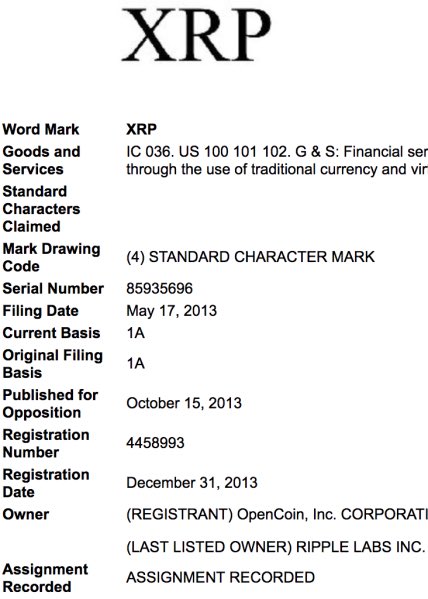 XRP
Word Mark XRP
Goods and IC 036. US 100 101 102. G & S: Financial
Services through the use of traditional currency and
Standard
Characters
Claimed
Mark Drawing
Code (4) STANDARD CHARACTER MARK
Serial Number 85935696
Filing Date May 17, 2013
Current Basis 1A
Original Filing
Basis 1A
Published for
Opposition October 15, 2013
Registration
Number 4458993
Registration
Date December 31, 2013
Owner (REGISTRANT) OpenCoin, Inc.
(LAST LISTED OWNER) RIPPLE LABS INC.
Assignment
Recorded ASSIGNMENT RECORDED